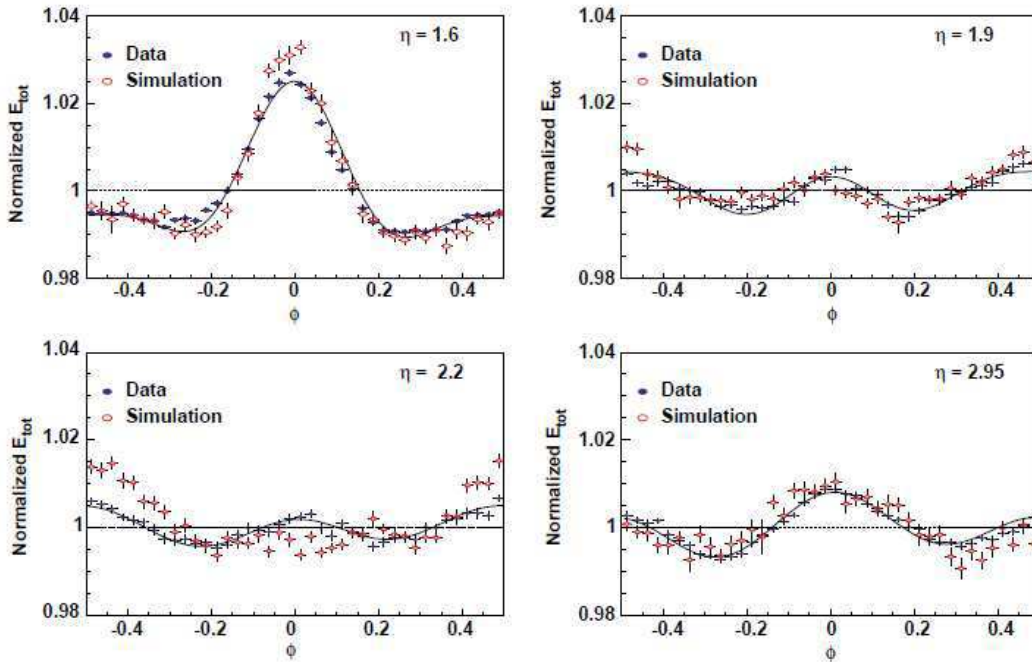 1.04
η = 1.6
Data
Simulation
1.02
1
0.98
Normalized E_tot
-0.4 -0.2 0 0.2 0.4
ϕ
1.04
η = 1.9
Data
Simulation
1.02
1
0.98
Normalized E_tot
-0.4 -0.2 0 0.2 0.4
ϕ
1.04
η = 2.2
Data
Simulation
1.02
1
0.98
Normalized E_tot
-0.4 -0.2 0 0.2 0.4
ϕ
1.04
η = 2.95
Data
Simulation
1.02
1
0.98
Normalized E_tot
-0.4 -0.2 0 0.2 0.4
ϕ